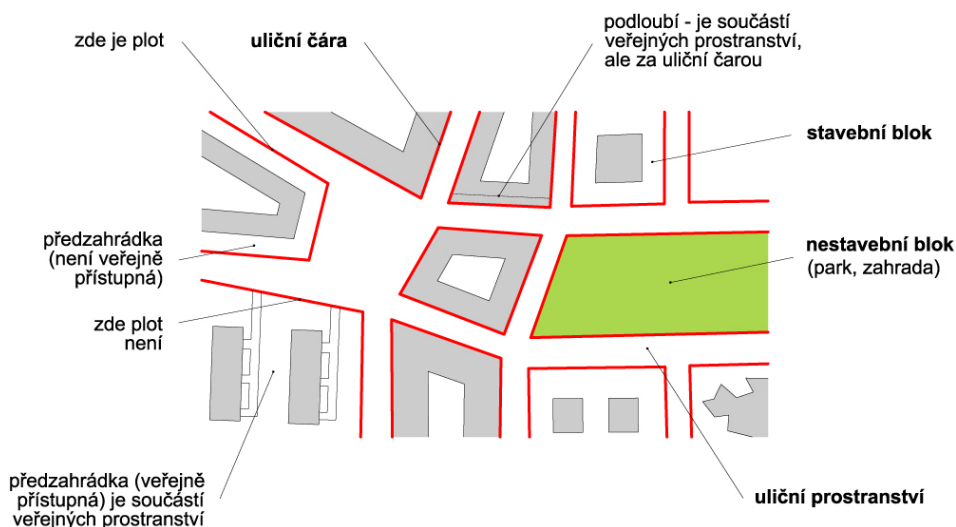 podloubí - je součástí
veřejných prostranství,
ale za uliční čarou
zde je plot
uliční čára
stavební blok
předzahrádka
(není veřejně
přístupná)
nestavební blok
(park, zahrada)
zde plot
není
předzahrádka (veřejně
přístupná) je součástí
veřejných prostranství
uliční prostranství